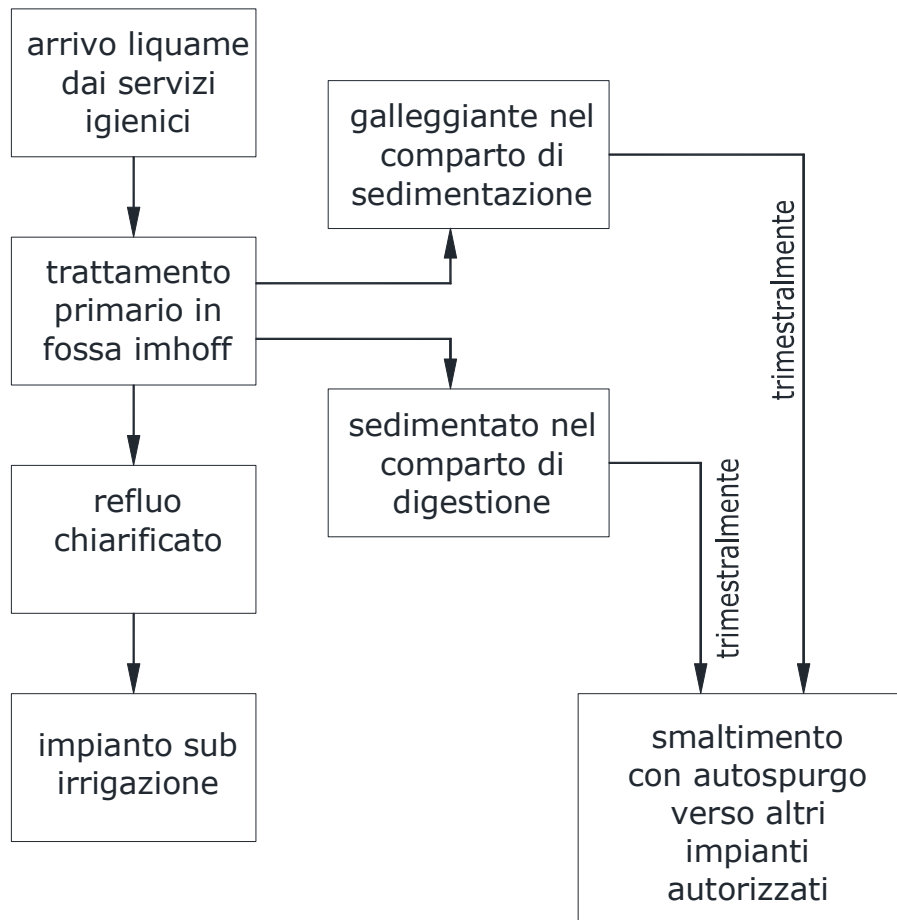 arrivo liquame
dai servizi
igienici
galleggiante nel
comparto di
sedimentazione
trattamento
primario in
fossa imhoff
sedimentato nel
comparto di
digestione
trimestralmente
trimestralmente
refluo
chiarificato
impianto sub
irrigazione
smaltimento
con autospurgo
verso altri
impianti
autorizzati